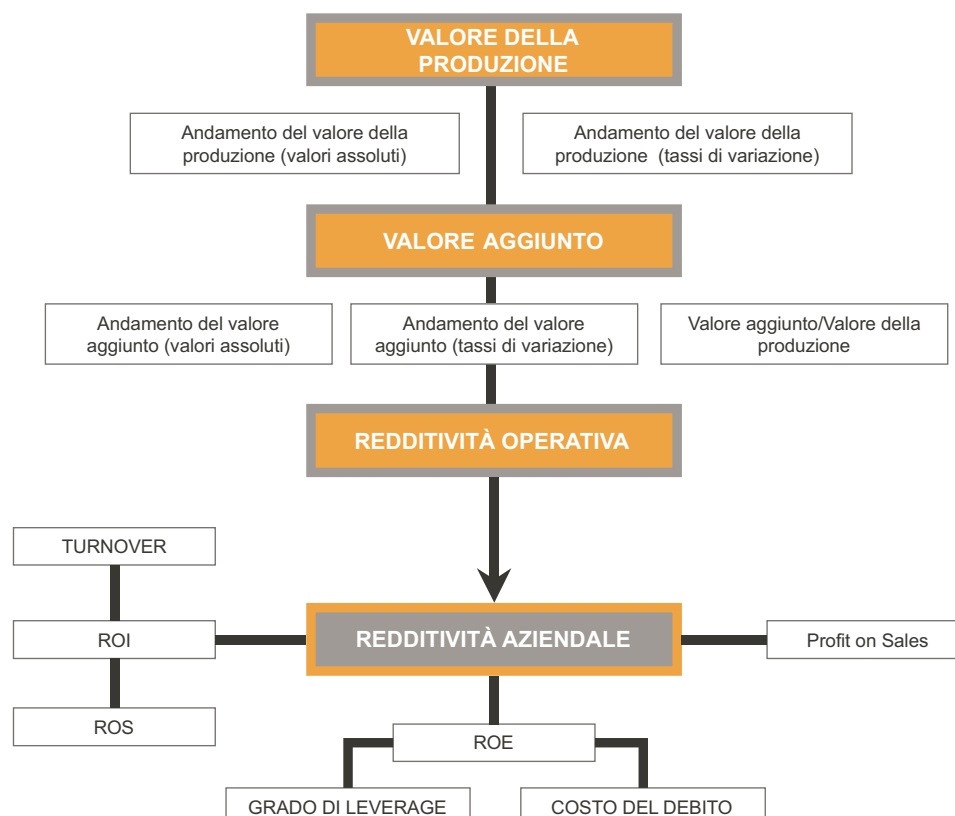 VALORE DELLA
PRODUZIONE
Andamento del valore della
produzione (valori assoluti)
Andamento del valore della
produzione (tassi di variazione)
VALORE AGGIUNTO
Andamento del valore
aggiunto (valori assoluti)
Andamento del valore
aggiunto (tassi di variazione)
Valore aggiunto/Valore della
produzione
REDDITIVITÀ OPERATIVA
TURNOVER
ROI
REDDITIVITÀ AZIENDALE
Profit on Sales
ROS
ROE
GRADO DI LEVERAGE
COSTO DEL DEBITO